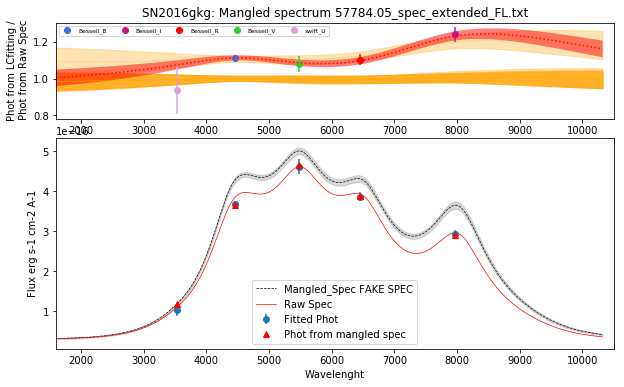 SN2016gkg: Mangled spectrum 57784.05_spec_extended_FL.txt
Phot from LCfitting /
Phot from Raw Spec
1.2
1.0
0.8
Bessell_B
Bessell_I
Bessell_R
Bessell_V
swift_U
2000 3000 4000 5000 6000 7000 8000 9000 10000
1e−16
Flux erg s-1 cm-2 A-1
5
4
3
2
1
Mangled_Spec FAKE SPEC
Raw Spec
Fitted Phot
Phot from mangled spec
2000 3000 4000 5000 6000 7000 8000 9000 10000
Wavelenght